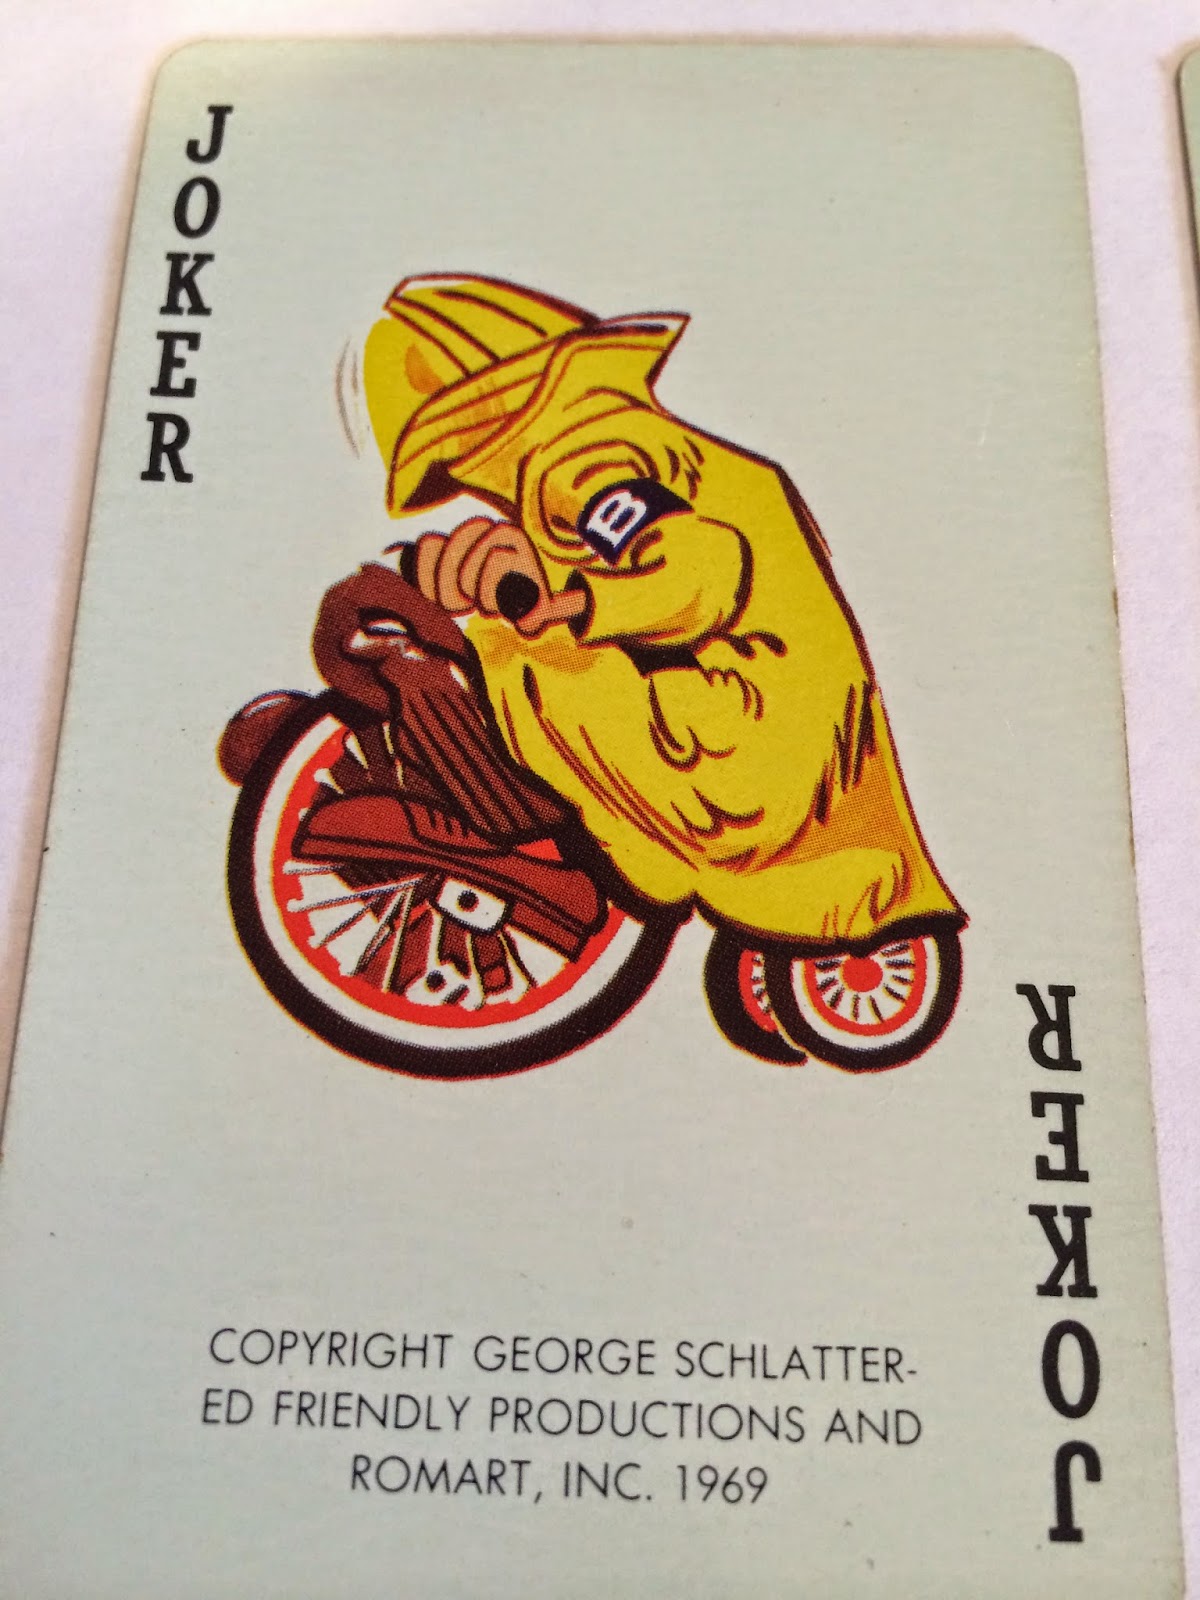 JOKER
B
COPYRIGHT GEORGE SCHLATTER-
ED FRIENDLY PRODUCTIONS AND
ROMART, INC. 1969
JOKER